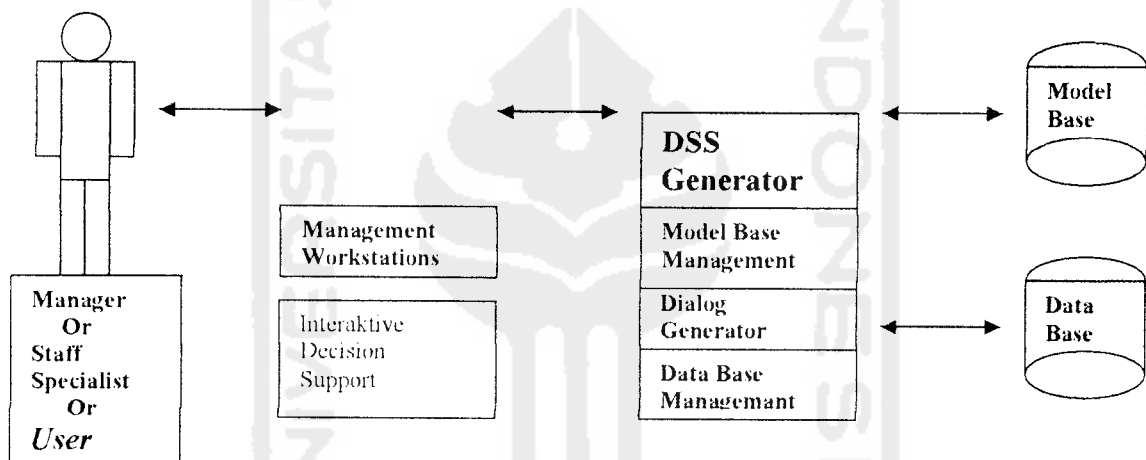 Manager
Or
Staff
Specialist
Or
User
Management
Workstations
Interaktive
Decision
Support
DSS
Generator
Model Base
Management
Dialog
Generator
Data Base
Managemant
Model
Base
Data
Base